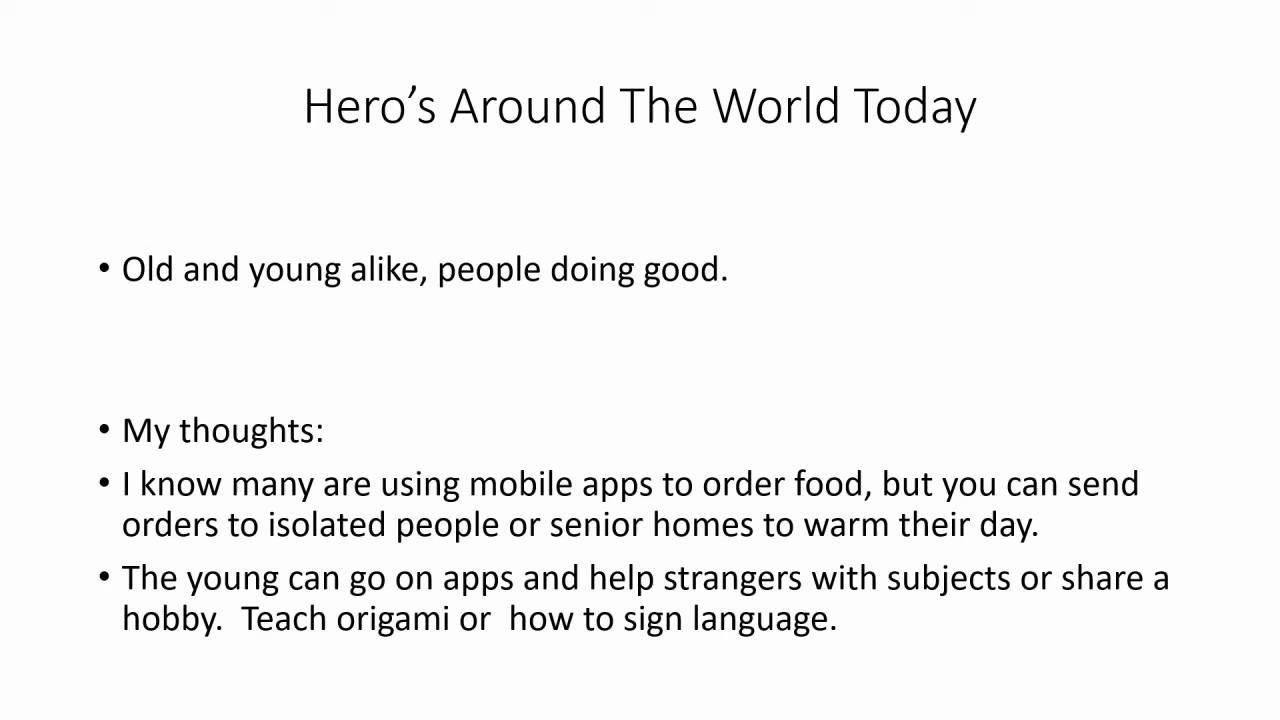 Hero’s Around The World Today
• Old and young alike, people doing good.
• My thoughts:
• I know many are using mobile apps to order food, but you can send
orders to isolated people or senior homes to warm their day.
• The young can go on apps and help strangers with subjects or share a
hobby.  Teach origami or  how to sign language.